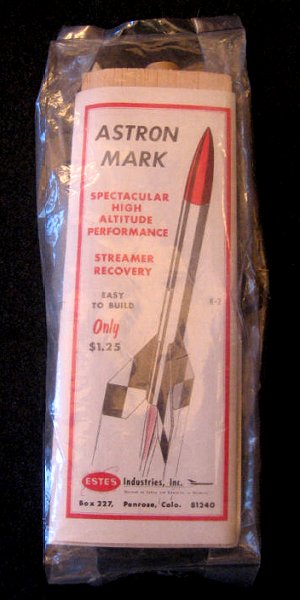 ASTRON
MARK
SPECTACULAR
HIGH
ALTITUDE
PERFORMANCE
STREAMER
RECOVERY
EASY
TO BUILD
K-2
Only
$1.25
ESTES Industries, Inc.
Box 227, Penrose, Colo. 81240